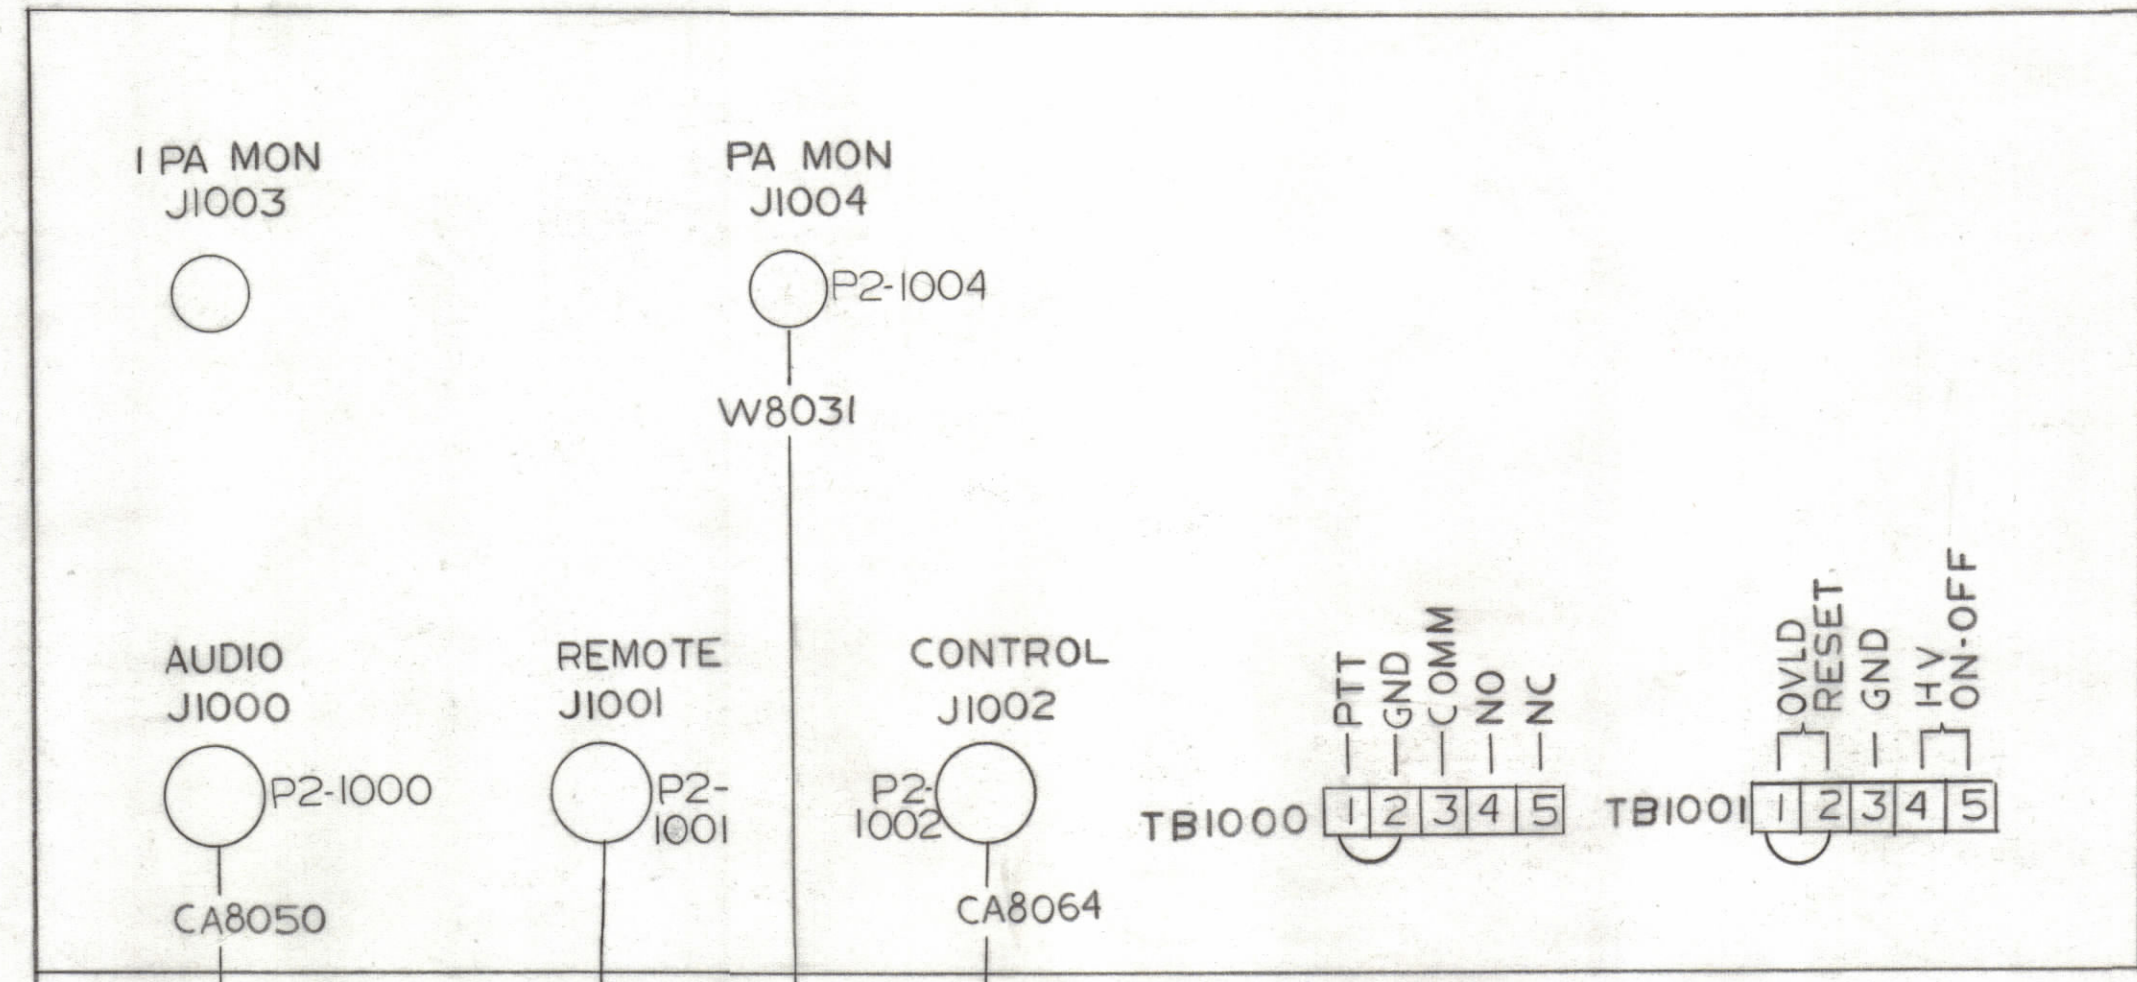 I PA MON
J1003
PA MON
J1004
P2-1004
W8031
AUDIO
J1000
P2-1000
CA8050
REMOTE
J1001
P2-
1001
CONTROL
J1002
P2-
1002
CA8064
PTT
GND
COMM
NO
NC
TB1000 1 2 3 4 5
OVLD
RESET
GND
HV
ON-OFF
TB1001 1 2 3 4 5